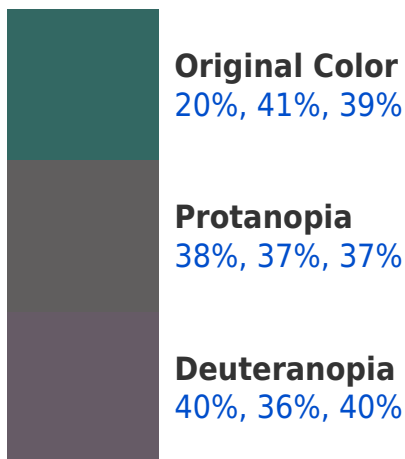 Original Color
20%, 41%, 39%
Protanopia
38%, 37%, 37%
Deuteranopia
40%, 36%, 40%